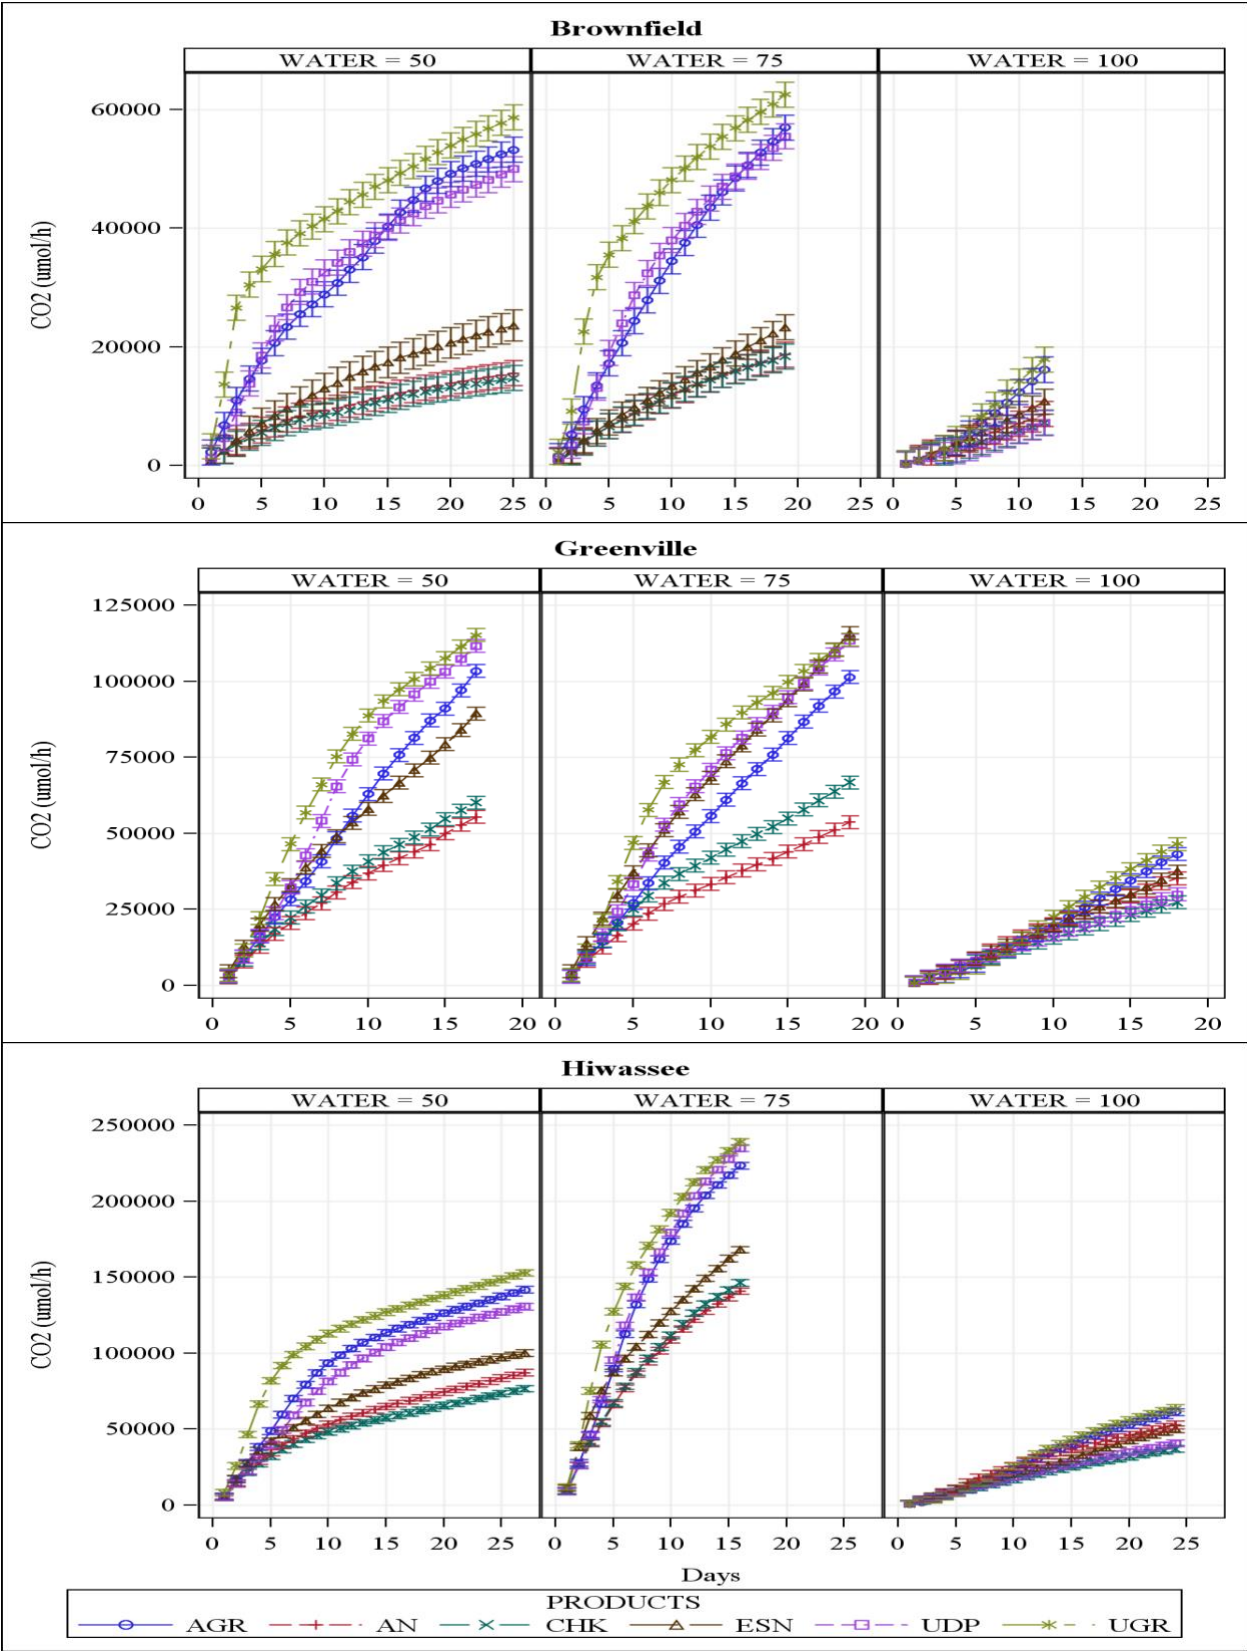 Brownfield
WATER = 50 WATER = 75 WATER = 100
CO2 (umol/h)
60000
40000
20000
0
0 5 10 15 20 25 0 5 10 15 20 25 0 5 10 15 20 25
Greenville
WATER = 50 WATER = 75 WATER = 100
CO2 (umol/h)
125000
100000
75000
50000
25000
0
0 5 10 15 20 0 5 10 15 20 0 5 10 15 20
Hiwassee
WATER = 50 WATER = 75 WATER = 100
CO2 (umol/h)
250000
200000
150000
100000
50000
0
0 5 10 15 20 25 0 5 10 15 20 25 0 5 10 15 20 25
Days
PRODUCTS
AGR AN CHK ESN UDP UGR